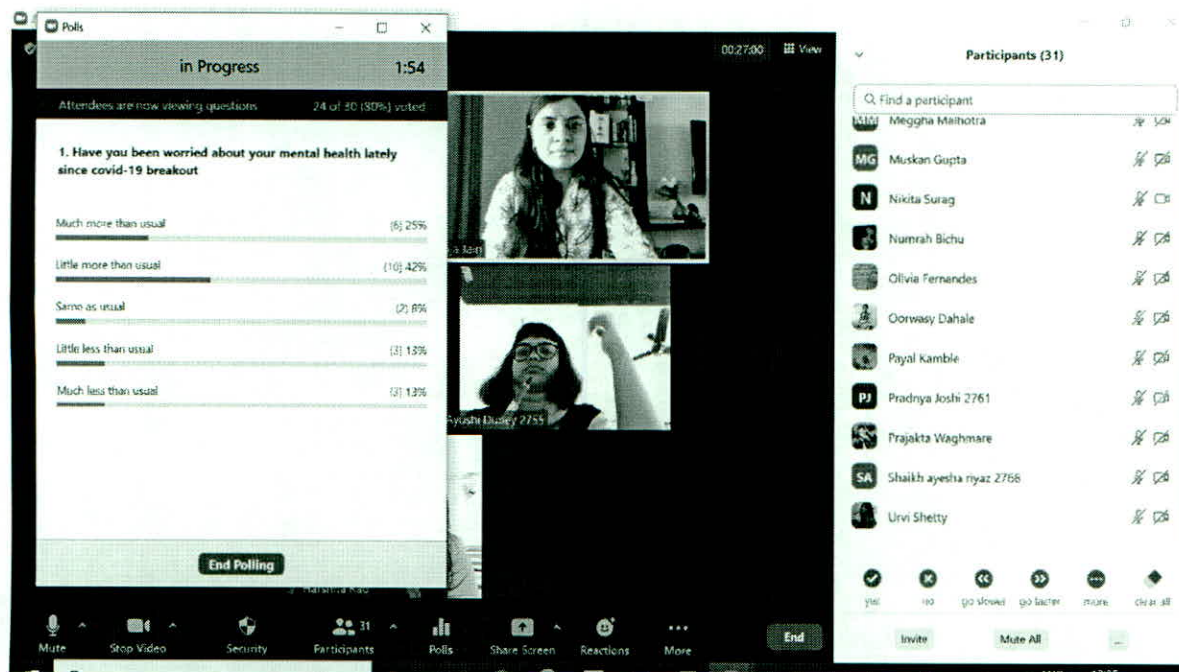 Polls
in Progress 1:54
Attendees are now viewing questions 24 of 30 (80%) voted
1. Have you been worried about your mental health lately
since covid-19 breakout
Much more than usual (6) 25%
Little more than usual (10) 42%
Same as usual (2) 8%
Little less than usual (3) 13%
Much less than usual (3) 13%
End Polling
00:27:00 View
Jain
Ayushi Dubey 2755
Participants (31)
Find a participant
MM Meggha Malhotra
MG Muskan Gupta
N Nikita Surag
Numrah Bichu
Olivia Fernandes
Oorwasy Dahale
Payal Kamble
PJ Pradnya Joshi 2761
Prajakta Waghmare
SA Shaikh ayesha riyaz 2768
Urvi Shetty
yes no go slower go faster more clear all
Invite Mute All ...
Mute Stop Video Security Participants 31 Polls Share Screen Reactions More End